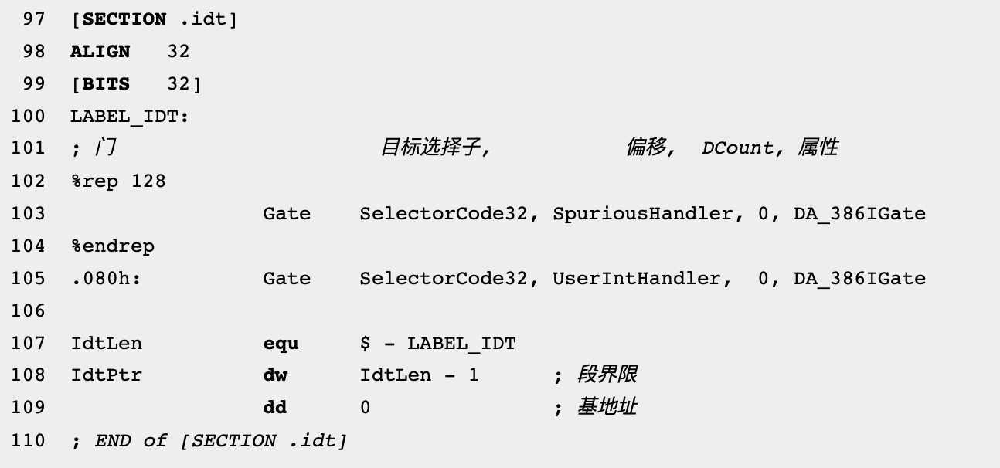 97 [SECTION .idt]
98 ALIGN 32
99 [BITS 32]
100 LABEL_IDT:
101 ; 门 目标选择子, 偏移, DCount, 属性
102 %rep 128
103 Gate SelectorCode32, SpuriousHandler, 0, DA_386IGate
104 %endrep
105 .080h: Gate SelectorCode32, UserIntHandler, 0, DA_386IGate
106
107 IdtLen equ $ - LABEL_IDT
108 IdtPtr dw IdtLen - 1 ; 段界限
109 dd 0 ; 基地址
110 ; END of [SECTION .idt]